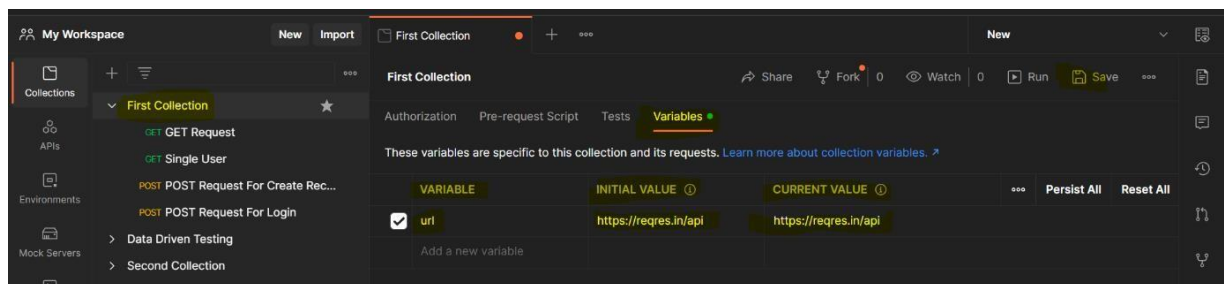 My Workspace
New
Import
First Collection
New
Collections
First Collection
Share
Fork
0
Watch
0
Run
Save
First Collection
GET GET Request
GET Single User
POST POST Request For Create Rec...
POST POST Request For Login
Data Driven Testing
Second Collection
APIs
Environments
Mock Servers
Authorization
Pre-request Script
Tests
Variables
These variables are specific to this collection and its requests. Learn more about collection variables. ↗
VARIABLE
INITIAL VALUE
CURRENT VALUE
Persist All
Reset All
url
https://reqres.in/api
https://reqres.in/api
Add a new variable